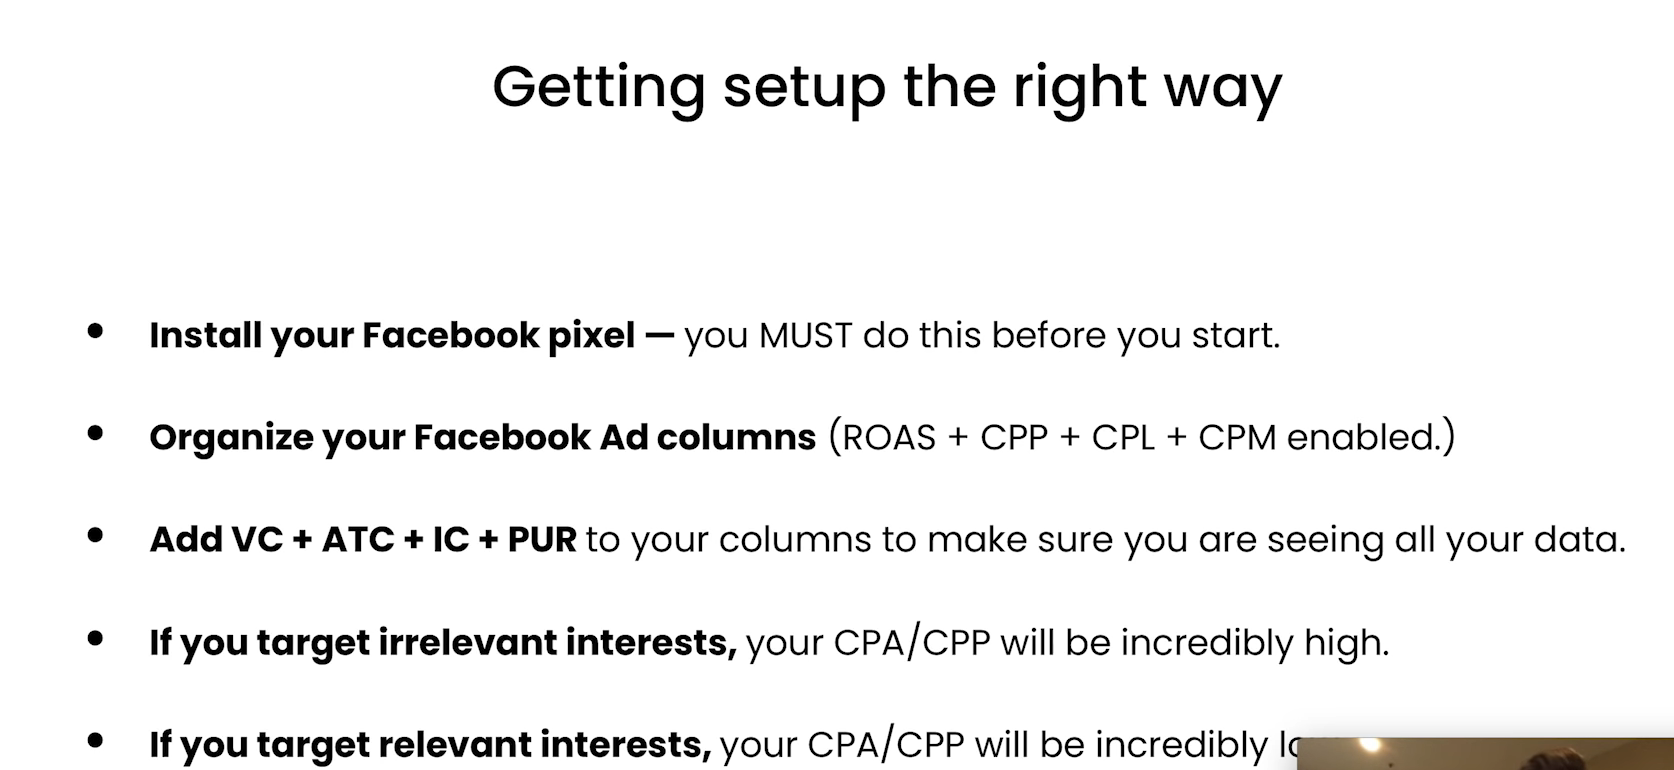 Getting setup the right way
• Install your Facebook pixel — you MUST do this before you start.
• Organize your Facebook Ad columns (ROAS + CPP + CPL + CPM enabled.)
• Add VC + ATC + IC + PUR to your columns to make sure you are seeing all your data.
• If you target irrelevant interests, your CPA/CPP will be incredibly high.
• If you target relevant interests, your CPA/CPP will be incredibly